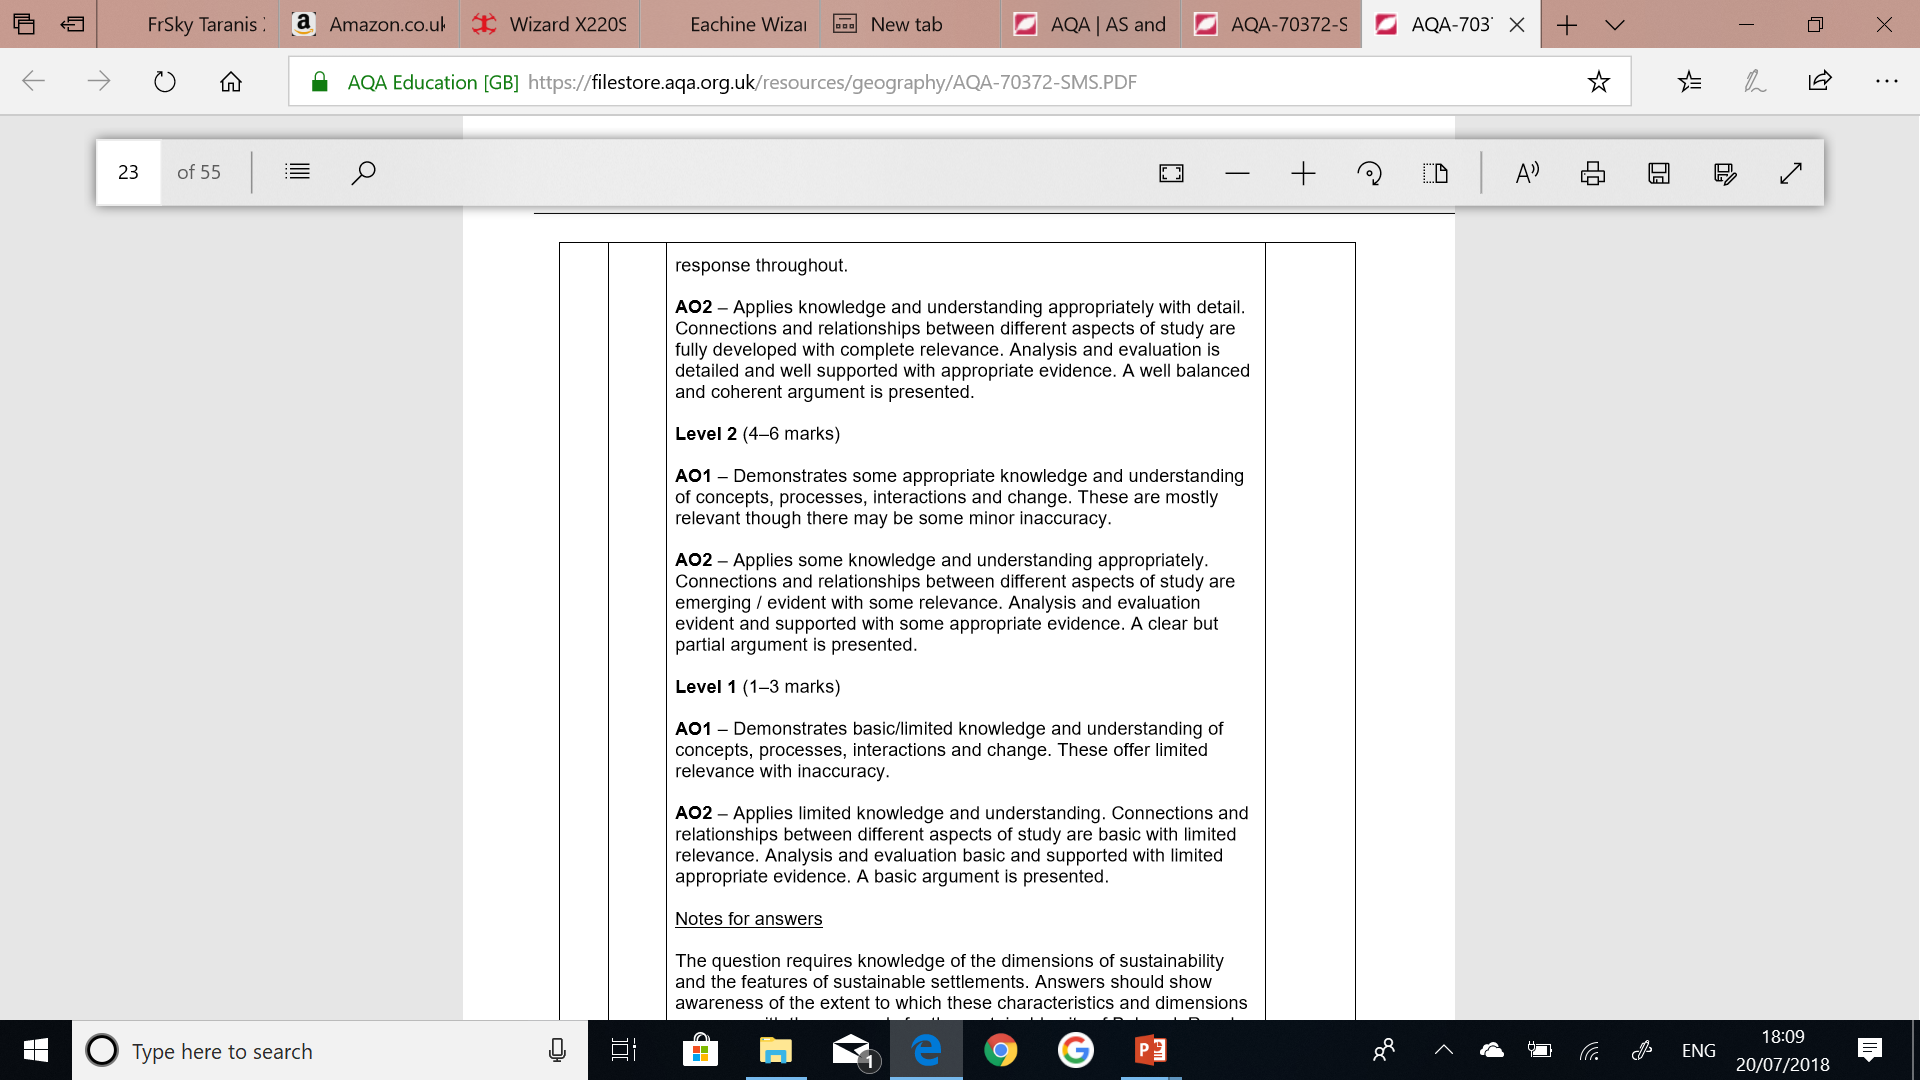 FrSky Taranis
Amazon.co.uk
Wizard X220S
Eachine Wizar
New tab
AQA | AS and
AQA-70372-S
AQA-703
AQA Education [GB] https://filestore.aqa.org.uk/resources/geography/AQA-70372-SMS.PDF
23 of 55
response throughout.
AO2 – Applies knowledge and understanding appropriately with detail.
Connections and relationships between different aspects of study are
fully developed with complete relevance. Analysis and evaluation is
detailed and well supported with appropriate evidence. A well balanced
and coherent argument is presented.
Level 2 (4–6 marks)
AO1 – Demonstrates some appropriate knowledge and understanding
of concepts, processes, interactions and change. These are mostly
relevant though there may be some minor inaccuracy.
AO2 – Applies some knowledge and understanding appropriately.
Connections and relationships between different aspects of study are
emerging / evident with some relevance. Analysis and evaluation
evident and supported with some appropriate evidence. A clear but
partial argument is presented.
Level 1 (1–3 marks)
AO1 – Demonstrates basic/limited knowledge and understanding of
concepts, processes, interactions and change. These offer limited
relevance with inaccuracy.
AO2 – Applies limited knowledge and understanding. Connections and
relationships between different aspects of study are basic with limited
relevance. Analysis and evaluation basic and supported with limited
appropriate evidence. A basic argument is presented.
Notes for answers
The question requires knowledge of the dimensions of sustainability
and the features of sustainable settlements. Answers should show
awareness of the extent to which these characteristics and dimensions
Type here to search
1
ENG
18:09
20/07/2018